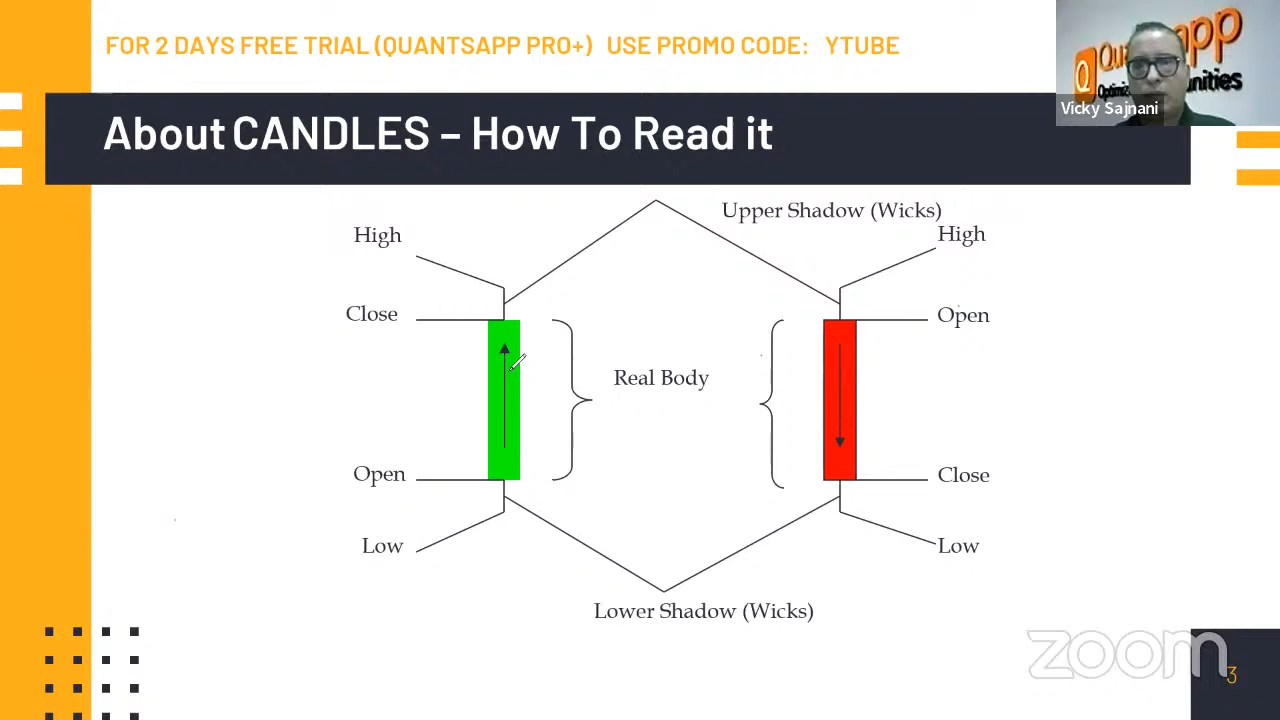 FOR 2 DAYS FREE TRIAL (QUANTSAPP PRO+) USE PROMO CODE: YTUBE
Vicky Sajnani
About CANDLES – How To Read it
Upper Shadow (Wicks)
High
High
Close
Open
Real Body
Open
Close
Low
Low
Lower Shadow (Wicks)
zoom
3